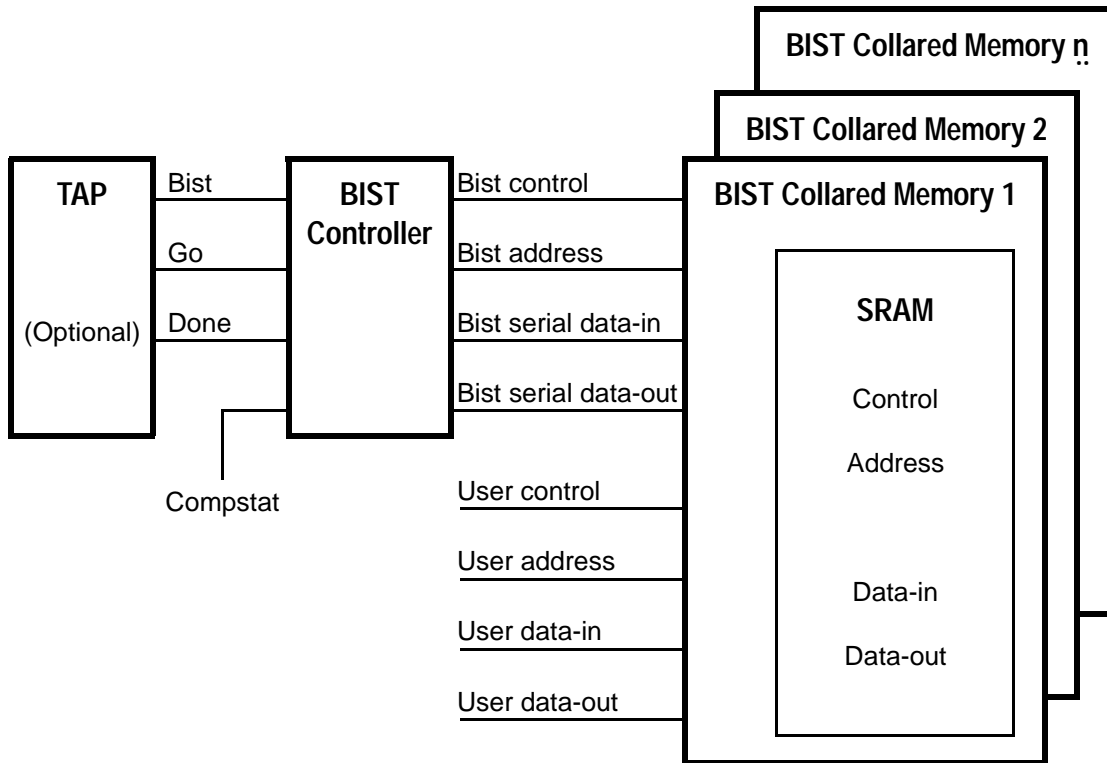 BIST Collared Memory n
..
BIST Collared Memory 2
BIST Collared Memory 1
TAP
(Optional)
Bist
Go
Done
BIST
Controller
Compstat
Bist control
Bist address
Bist serial data-in
Bist serial data-out
User control
User address
User data-in
User data-out
SRAM
Control
Address
Data-in
Data-out